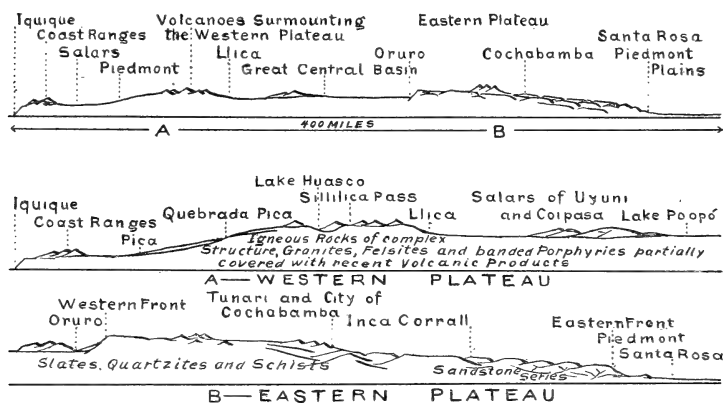 Iquique
Coast Ranges
Salars
Piedmont
Volcanoes Surmounting
the Western Plateau
Llica
Great Central Basin
Oruro
Eastern Plateau
Cochabamba
Santa Rosa
Piedmont
Plains
A
400 MILES
B
Iquique
Coast Ranges
Pica
Quebrada Pica
Lake Huasco
Sillilica Pass
Llica
Salars of Uyuni
and Coipasa
Lake Poopó
Igneous Rocks of complex
Structure, Granites, Felsites and banded Porphyries partially
covered with recent Volcanic Products
A—WESTERN PLATEAU
Western Front
Oruro
Tunari and City of
Cochabamba
Inca Corrall
Eastern Front
Piedmont
Santa Rosa
Slates, Quartzites and Schists
Sandstone series
B—EASTERN PLATEAU